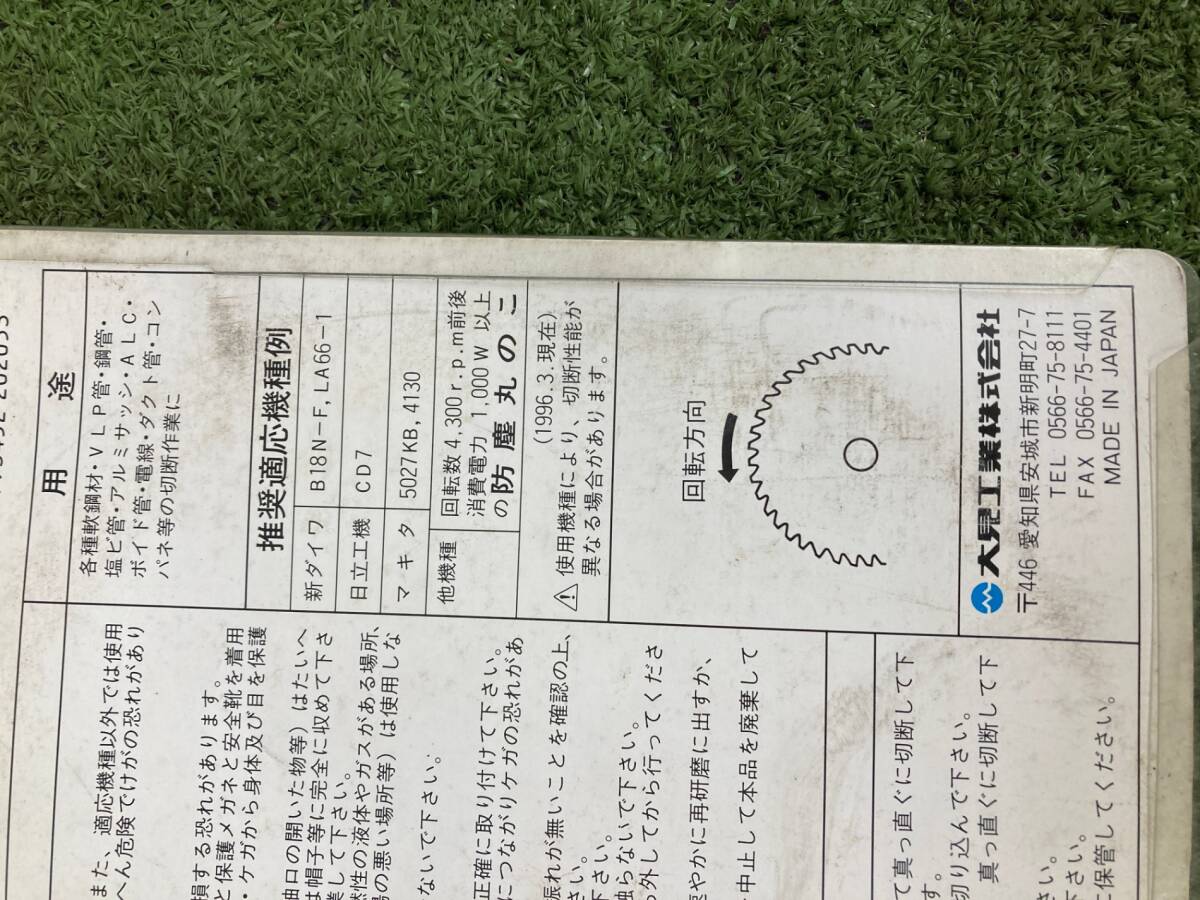 用途
各種軟鋼材・VLP管・鋼管・
塩ビ管・アルミサッシ・ALC・
ボイド管・電線・ダクト管・コン
パネ等の切断作業に
推奨適応機種例
新ダイワ B18N-F, LA66-1
日立工機 CD7
マキタ 5027KB, 4130
他機種 回転数4,300r.p.m前後
消費電力1,000W以上
の防塵丸のこ
(1996.3.現在)
⚠使用機種により、切断性能が
異なる場合があります。
回転方向
大見工業株式会社
〒446 愛知県安城市新明町27-7
TEL 0566-75-8111
FAX 0566-75-4401
MADE IN JAPAN
また、適応機種以外では使用
へん危険でけがの恐れがあり
損する恐れがあります。
と保護メガネと安全靴を着用
・ケガから身体及び目を保護
由口の開いた物等)はたいへ
は帽子等に完全に収めて下さ
業して下さい。
然性の液体やガスがある場所、
場の悪い場所等)は使用しな
ないで下さい。
正確に取り付けて下さい。
につながりケガの恐れがあ
振れが無いことを確認の上、
さい。
下さい。
触らないで下さい。
ら外してから行ってくださ
速やかに再研磨に出すか、
中止して本品を廃棄して
て真っ直ぐに切断して下
す。
切り込んで下さい。
真っ直ぐに切断して下
さい。
下さい。
に保管してください。